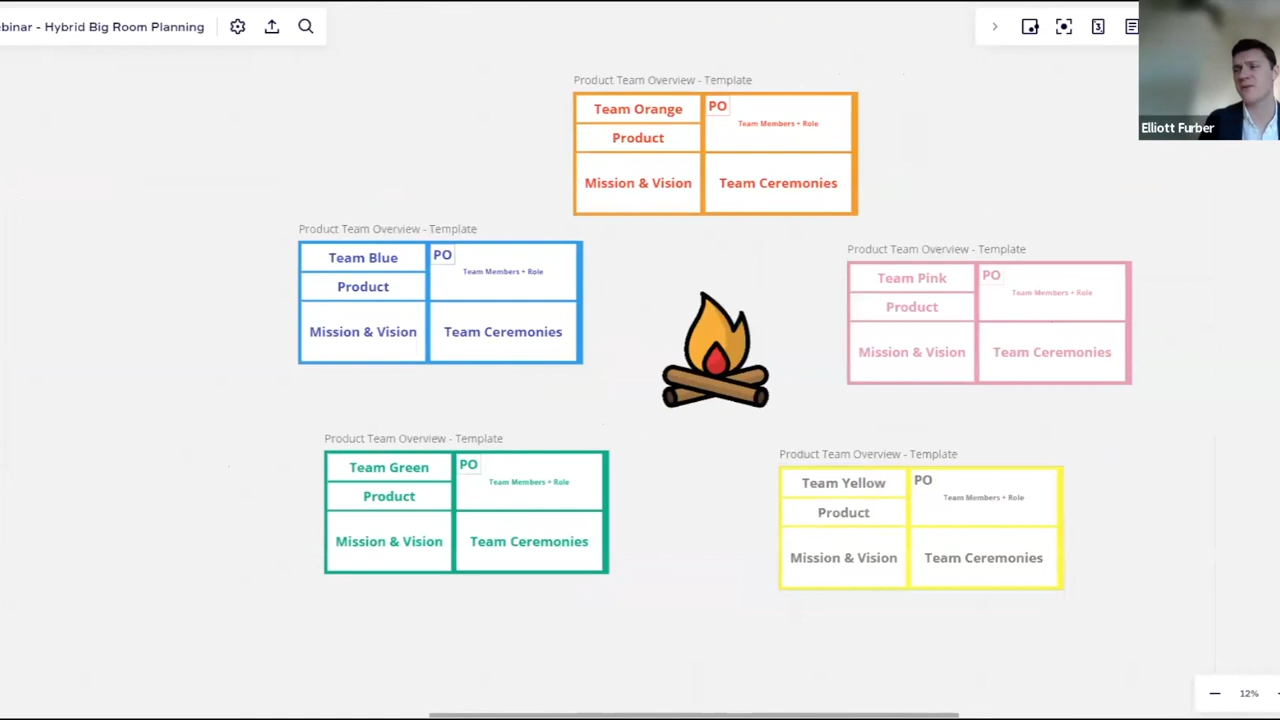 ebinar - Hybrid Big Room Planning
3
Elliott Furber
Product Team Overview - Template
Team Orange
PO
Team Members + Role
Product
Mission & Vision
Team Ceremonies
Product Team Overview - Template
Team Blue
PO
Team Members + Role
Product
Mission & Vision
Team Ceremonies
Product Team Overview - Template
Team Pink
PO
Team Members + Role
Product
Mission & Vision
Team Ceremonies
Product Team Overview - Template
Team Green
PO
Team Members + Role
Product
Mission & Vision
Team Ceremonies
Product Team Overview - Template
Team Yellow
PO
Team Members + Role
Product
Mission & Vision
Team Ceremonies
12%